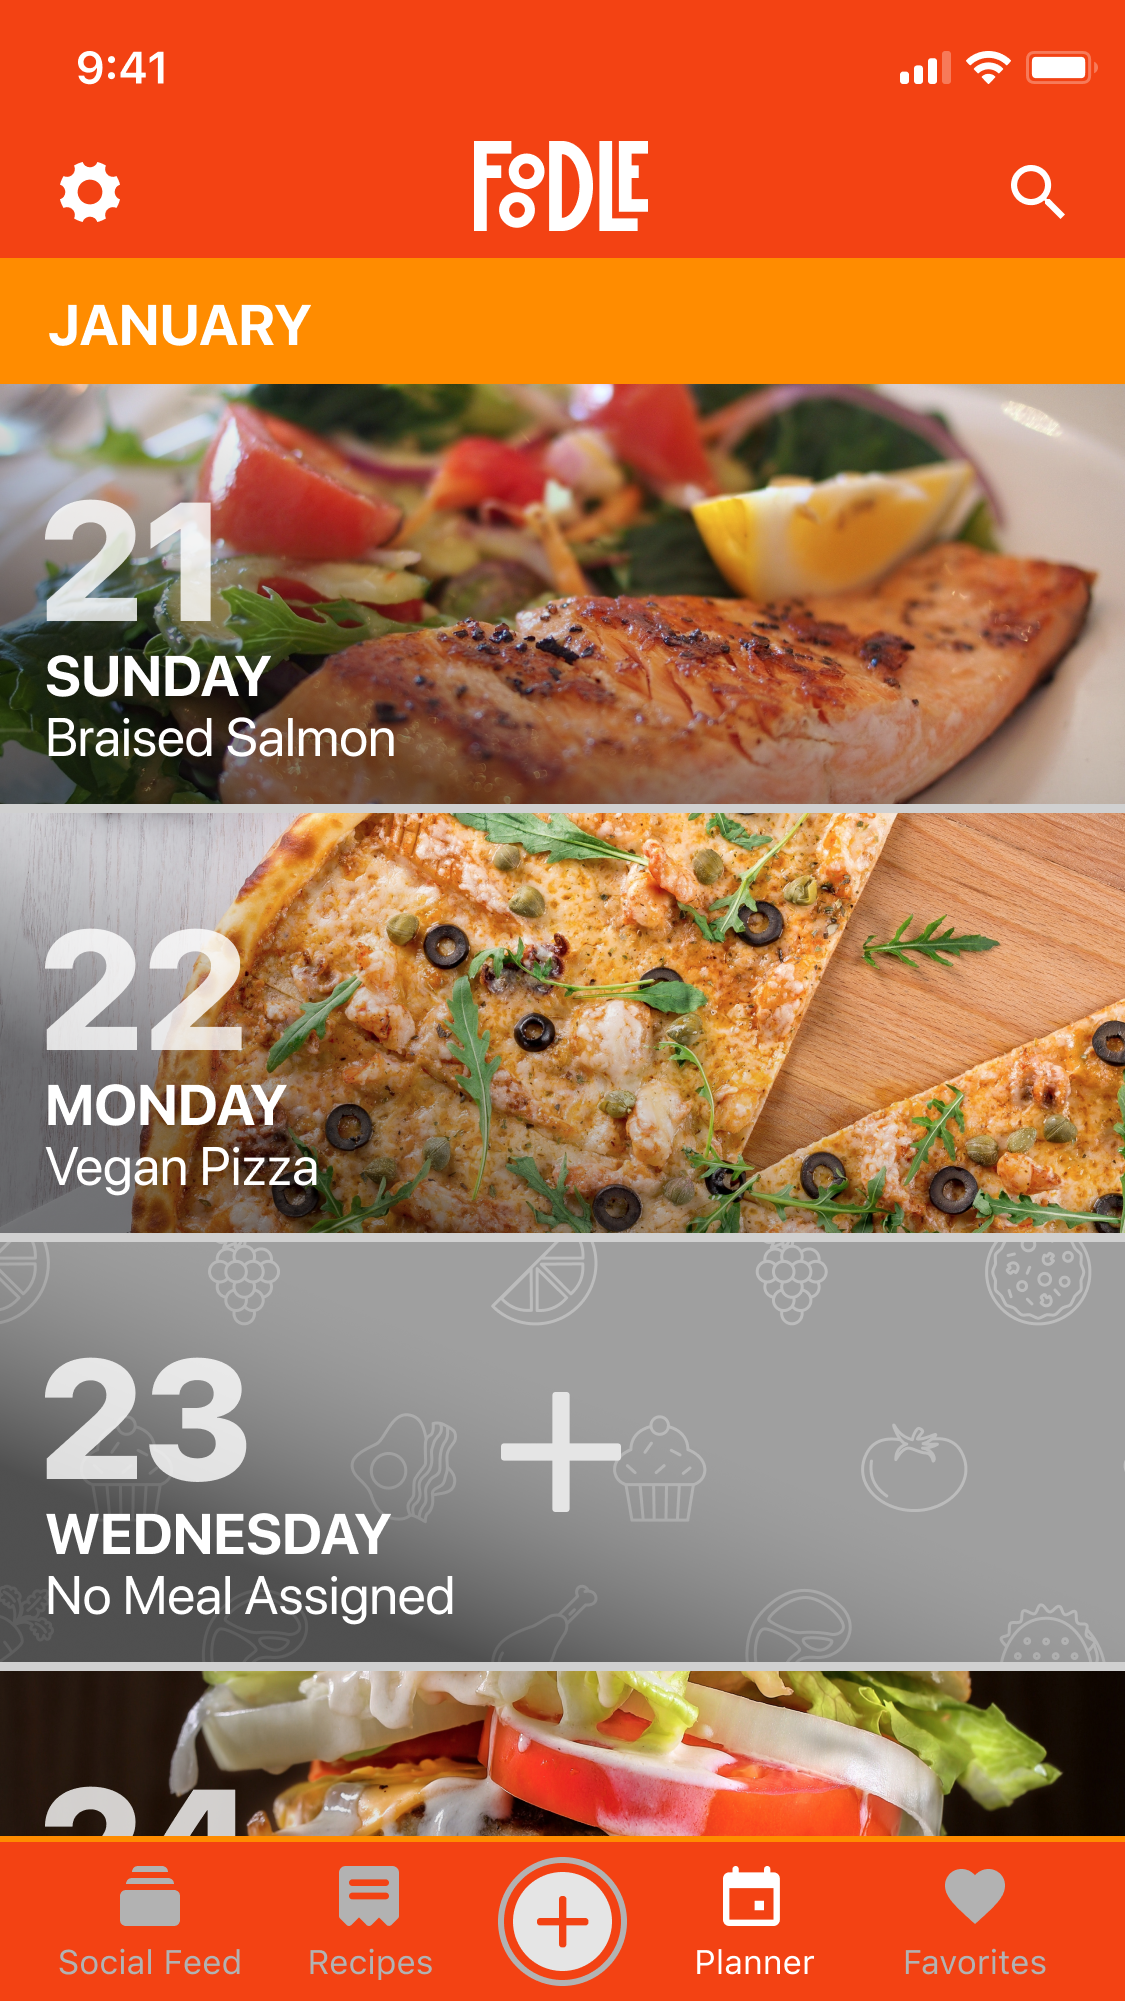 9:41
FOODLE
JANUARY
21
SUNDAY
Braised Salmon
22
MONDAY
Vegan Pizza
23
WEDNESDAY
No Meal Assigned
24
Social Feed
Recipes
Planner
Favorites